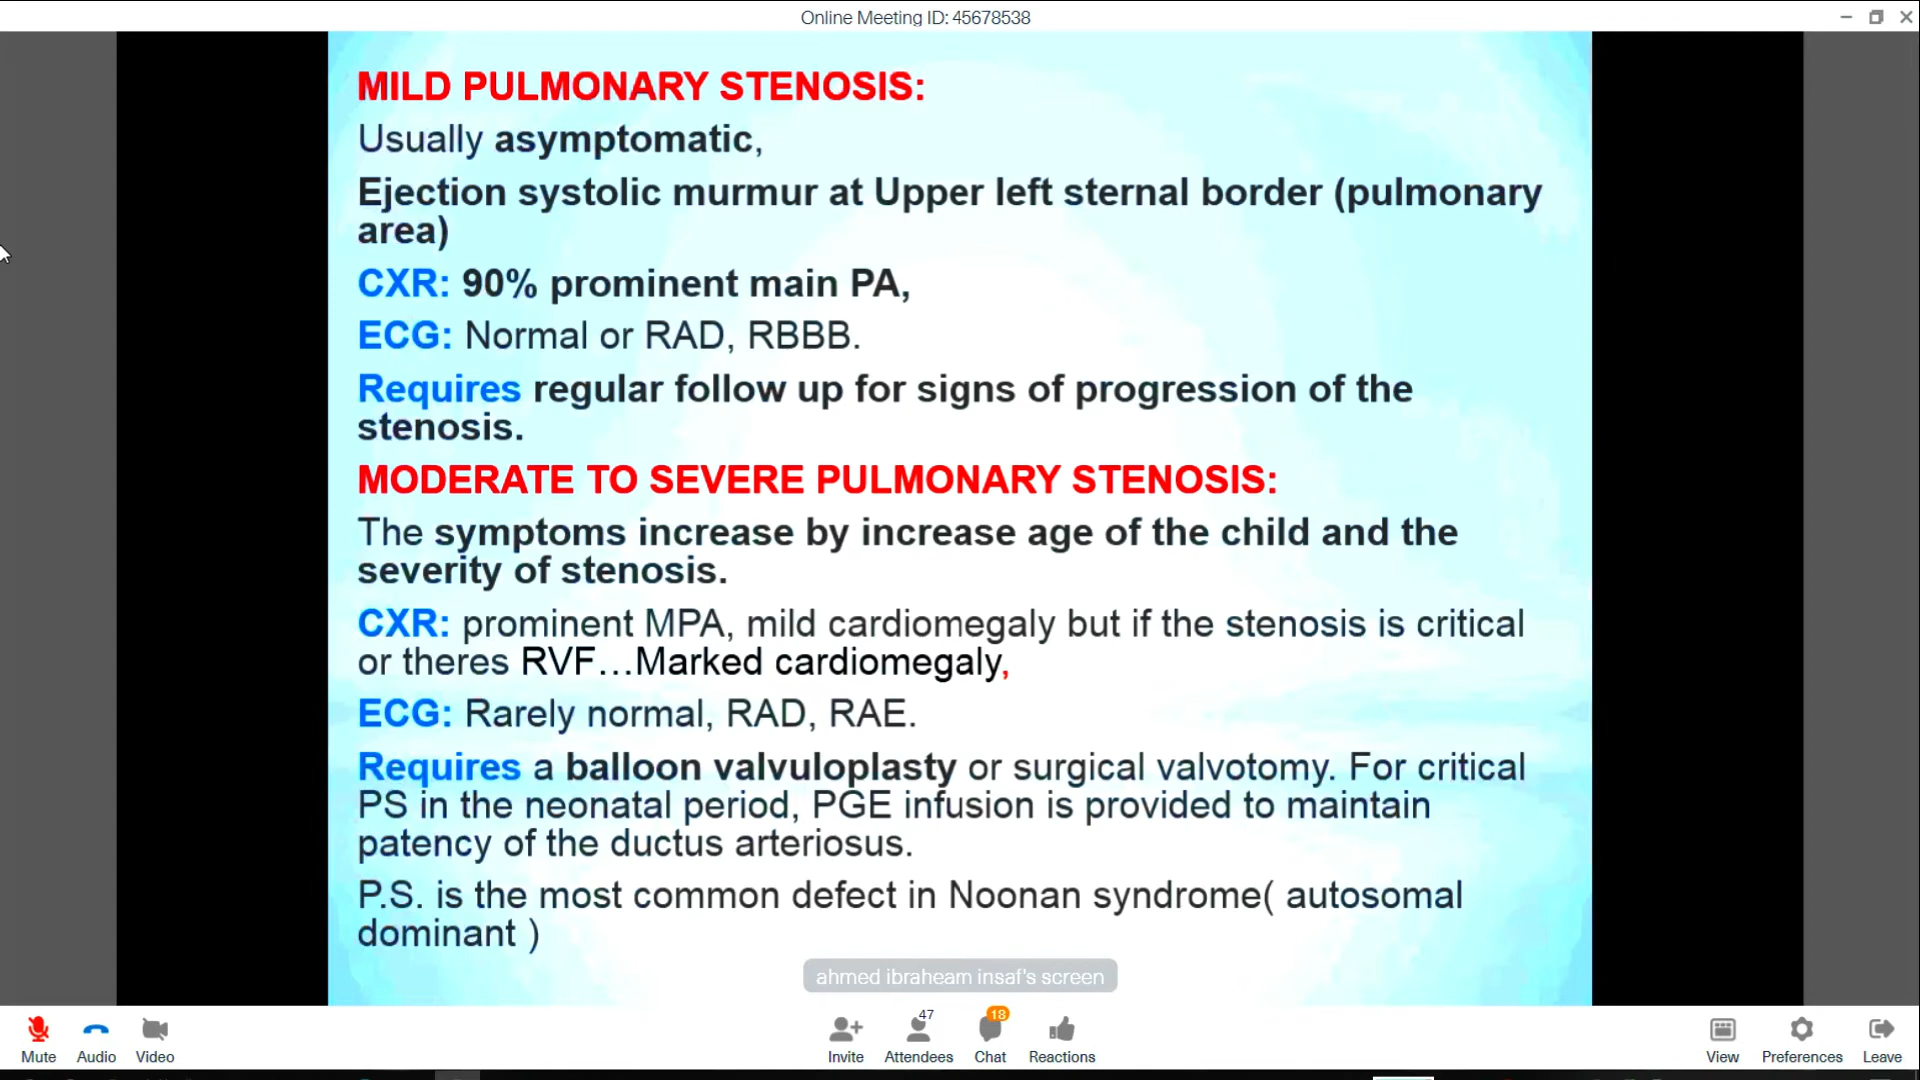 Online Meeting ID: 45678538
MILD PULMONARY STENOSIS:
Usually asymptomatic,
Ejection systolic murmur at Upper left sternal border (pulmonary
area)
CXR: 90% prominent main PA,
ECG: Normal or RAD, RBBB.
Requires regular follow up for signs of progression of the
stenosis.
MODERATE TO SEVERE PULMONARY STENOSIS:
The symptoms increase by increase age of the child and the
severity of stenosis.
CXR: prominent MPA, mild cardiomegaly but if the stenosis is critical
or theres RVF...Marked cardiomegaly,
ECG: Rarely normal, RAD, RAE.
Requires a balloon valvuloplasty or surgical valvotomy. For critical
PS in the neonatal period, PGE infusion is provided to maintain
patency of the ductus arteriosus.
P.S. is the most common defect in Noonan syndrome( autosomal
dominant )
ahmed ibraheam insaf's screen
47 18
Mute Audio Video Invite Attendees Chat Reactions View Preferences Leave